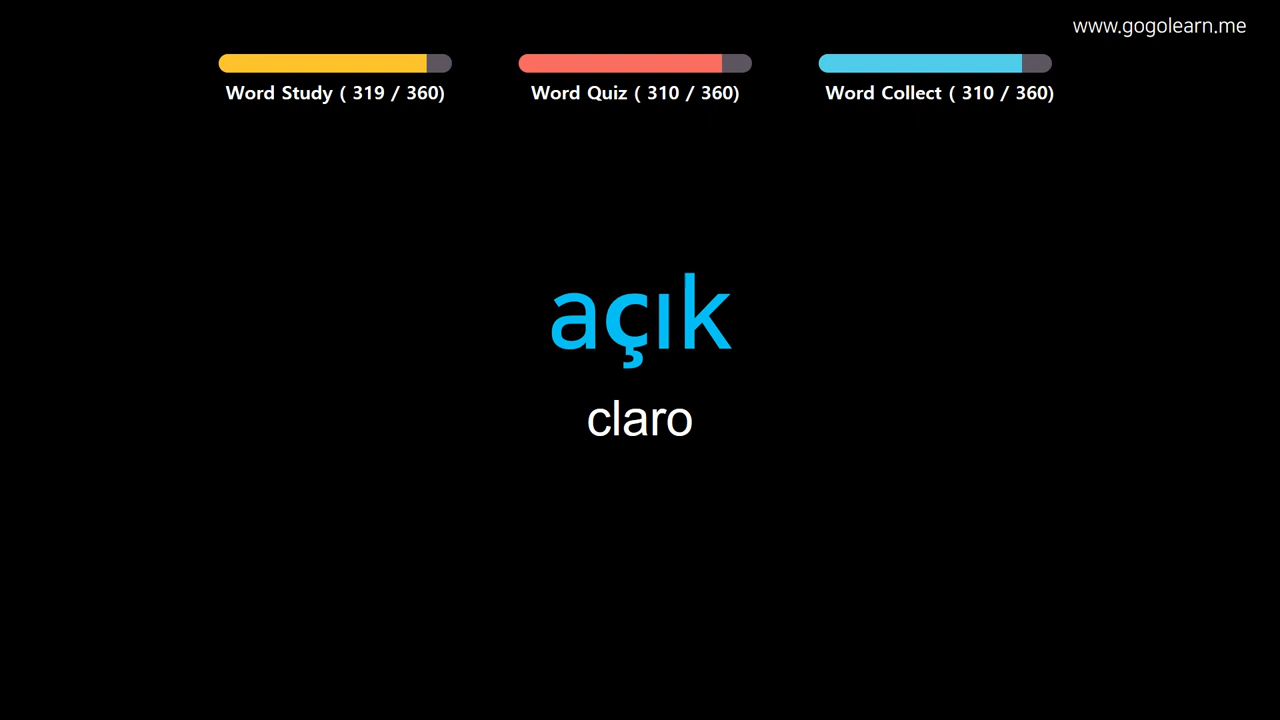 www.gogolearn.me
Word Study ( 319 / 360)
Word Quiz ( 310 / 360)
Word Collect ( 310 / 360)
açık
claro